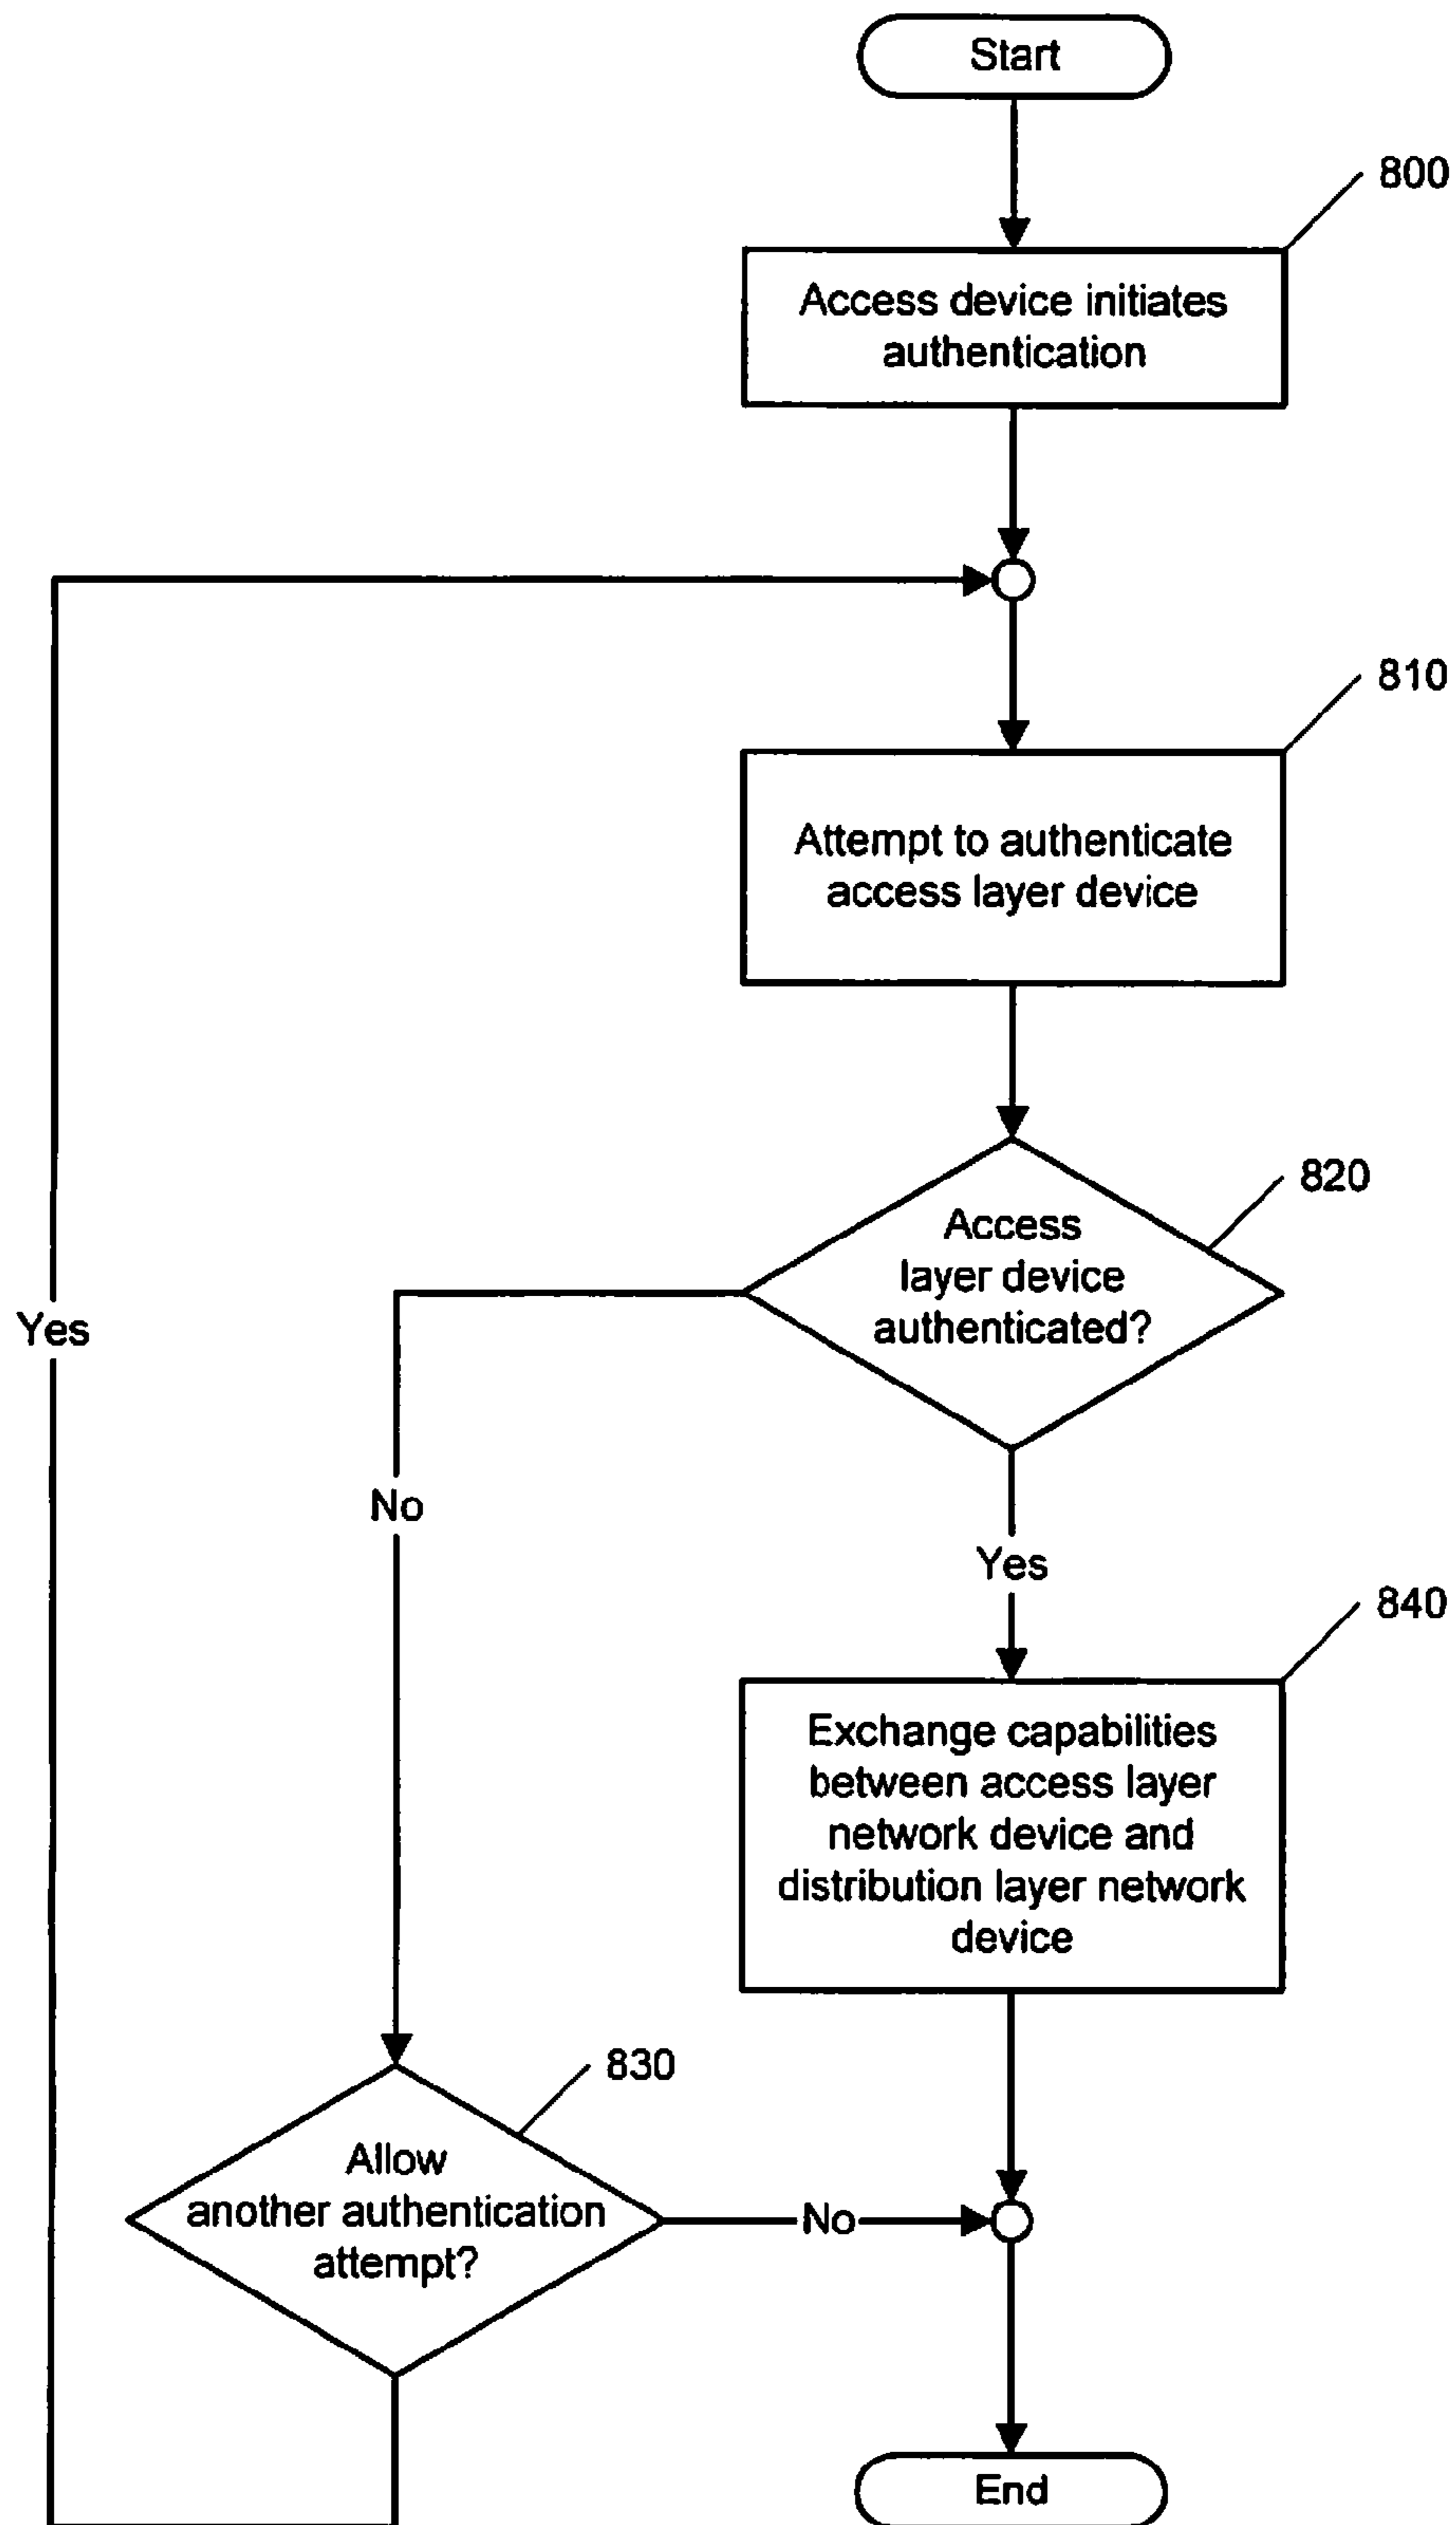 Start
800
Access device initiates
authentication
810
Attempt to authenticate
access layer device
820
Access
layer device
authenticated?
Yes
No
Yes
840
Exchange capabilities
between access layer
network device and
distribution layer network
device
830
Allow
another authentication
attempt?
No
End